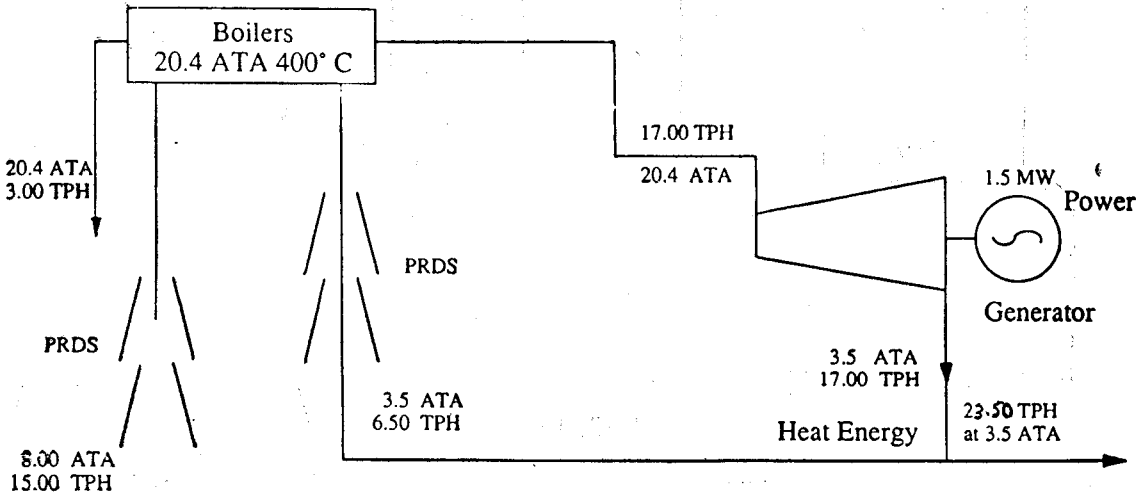 Boilers
20.4 ATA 400° C
20.4 ATA
3.00 TPH
17.00 TPH
20.4 ATA
1.5 MW
Power
PRDS
Generator
PRDS
3.5 ATA
17.00 TPH
3.5 ATA
6.50 TPH
23.50 TPH
at 3.5 ATA
Heat Energy
8.00 ATA
15.00 TPH